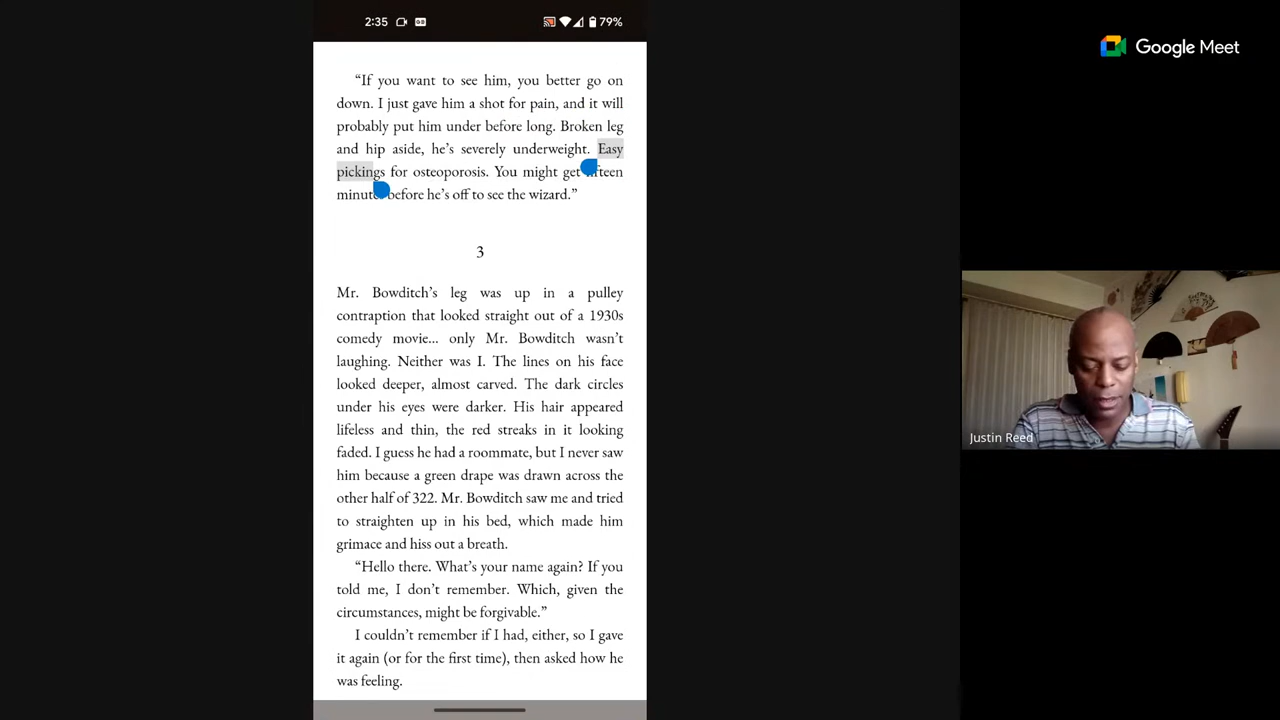 2:35
79%
Google Meet
“If you want to see him, you better go on
down. I just gave him a shot for pain, and it will
probably put him under before long. Broken leg
and hip aside, he’s severely underweight. Easy
pickings for osteoporosis. You might get fifteen
minutes before he’s off to see the wizard.”
3
Mr. Bowditch’s leg was up in a pulley
contraption that looked straight out of a 1930s
comedy movie… only Mr. Bowditch wasn’t
laughing. Neither was I. The lines on his face
looked deeper, almost carved. The dark circles
under his eyes were darker. His hair appeared
lifeless and thin, the red streaks in it looking
faded. I guess he had a roommate, but I never saw
him because a green drape was drawn across the
other half of 322. Mr. Bowditch saw me and tried
to straighten up in his bed, which made him
grimace and hiss out a breath.
“Hello there. What’s your name again? If you
told me, I don’t remember. Which, given the
circumstances, might be forgivable.”
I couldn’t remember if I had, either, so I gave
it again (or for the first time), then asked how he
was feeling.
Justin Reed